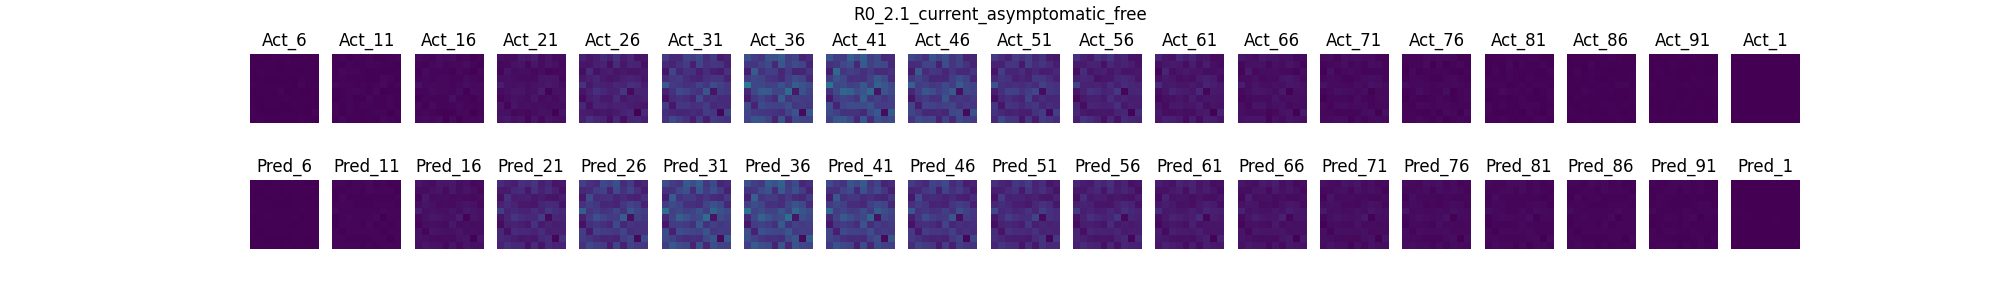 R0_2.1_current_asymptomatic_free
Act_6 Act_11 Act_16 Act_21 Act_26 Act_31 Act_36 Act_41 Act_46 Act_51 Act_56 Act_61 Act_66 Act_71 Act_76 Act_81 Act_86 Act_91 Act_1
Pred_6 Pred_11 Pred_16 Pred_21 Pred_26 Pred_31 Pred_36 Pred_41 Pred_46 Pred_51 Pred_56 Pred_61 Pred_66 Pred_71 Pred_76 Pred_81 Pred_86 Pred_91 Pred_1